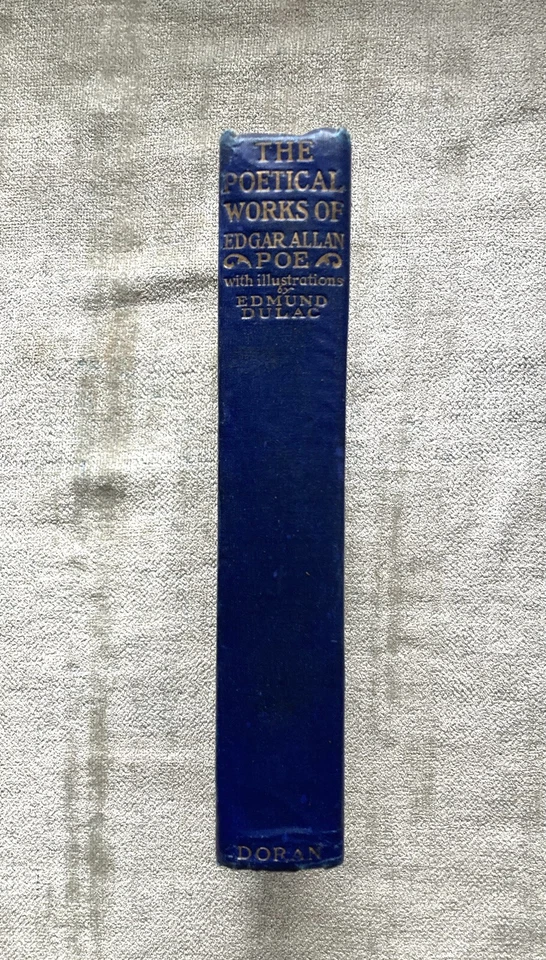 THE
POETICAL
WORKS OF
EDGAR ALLAN
POE
with illustrations
by
EDMUND
DULAC
DORAN